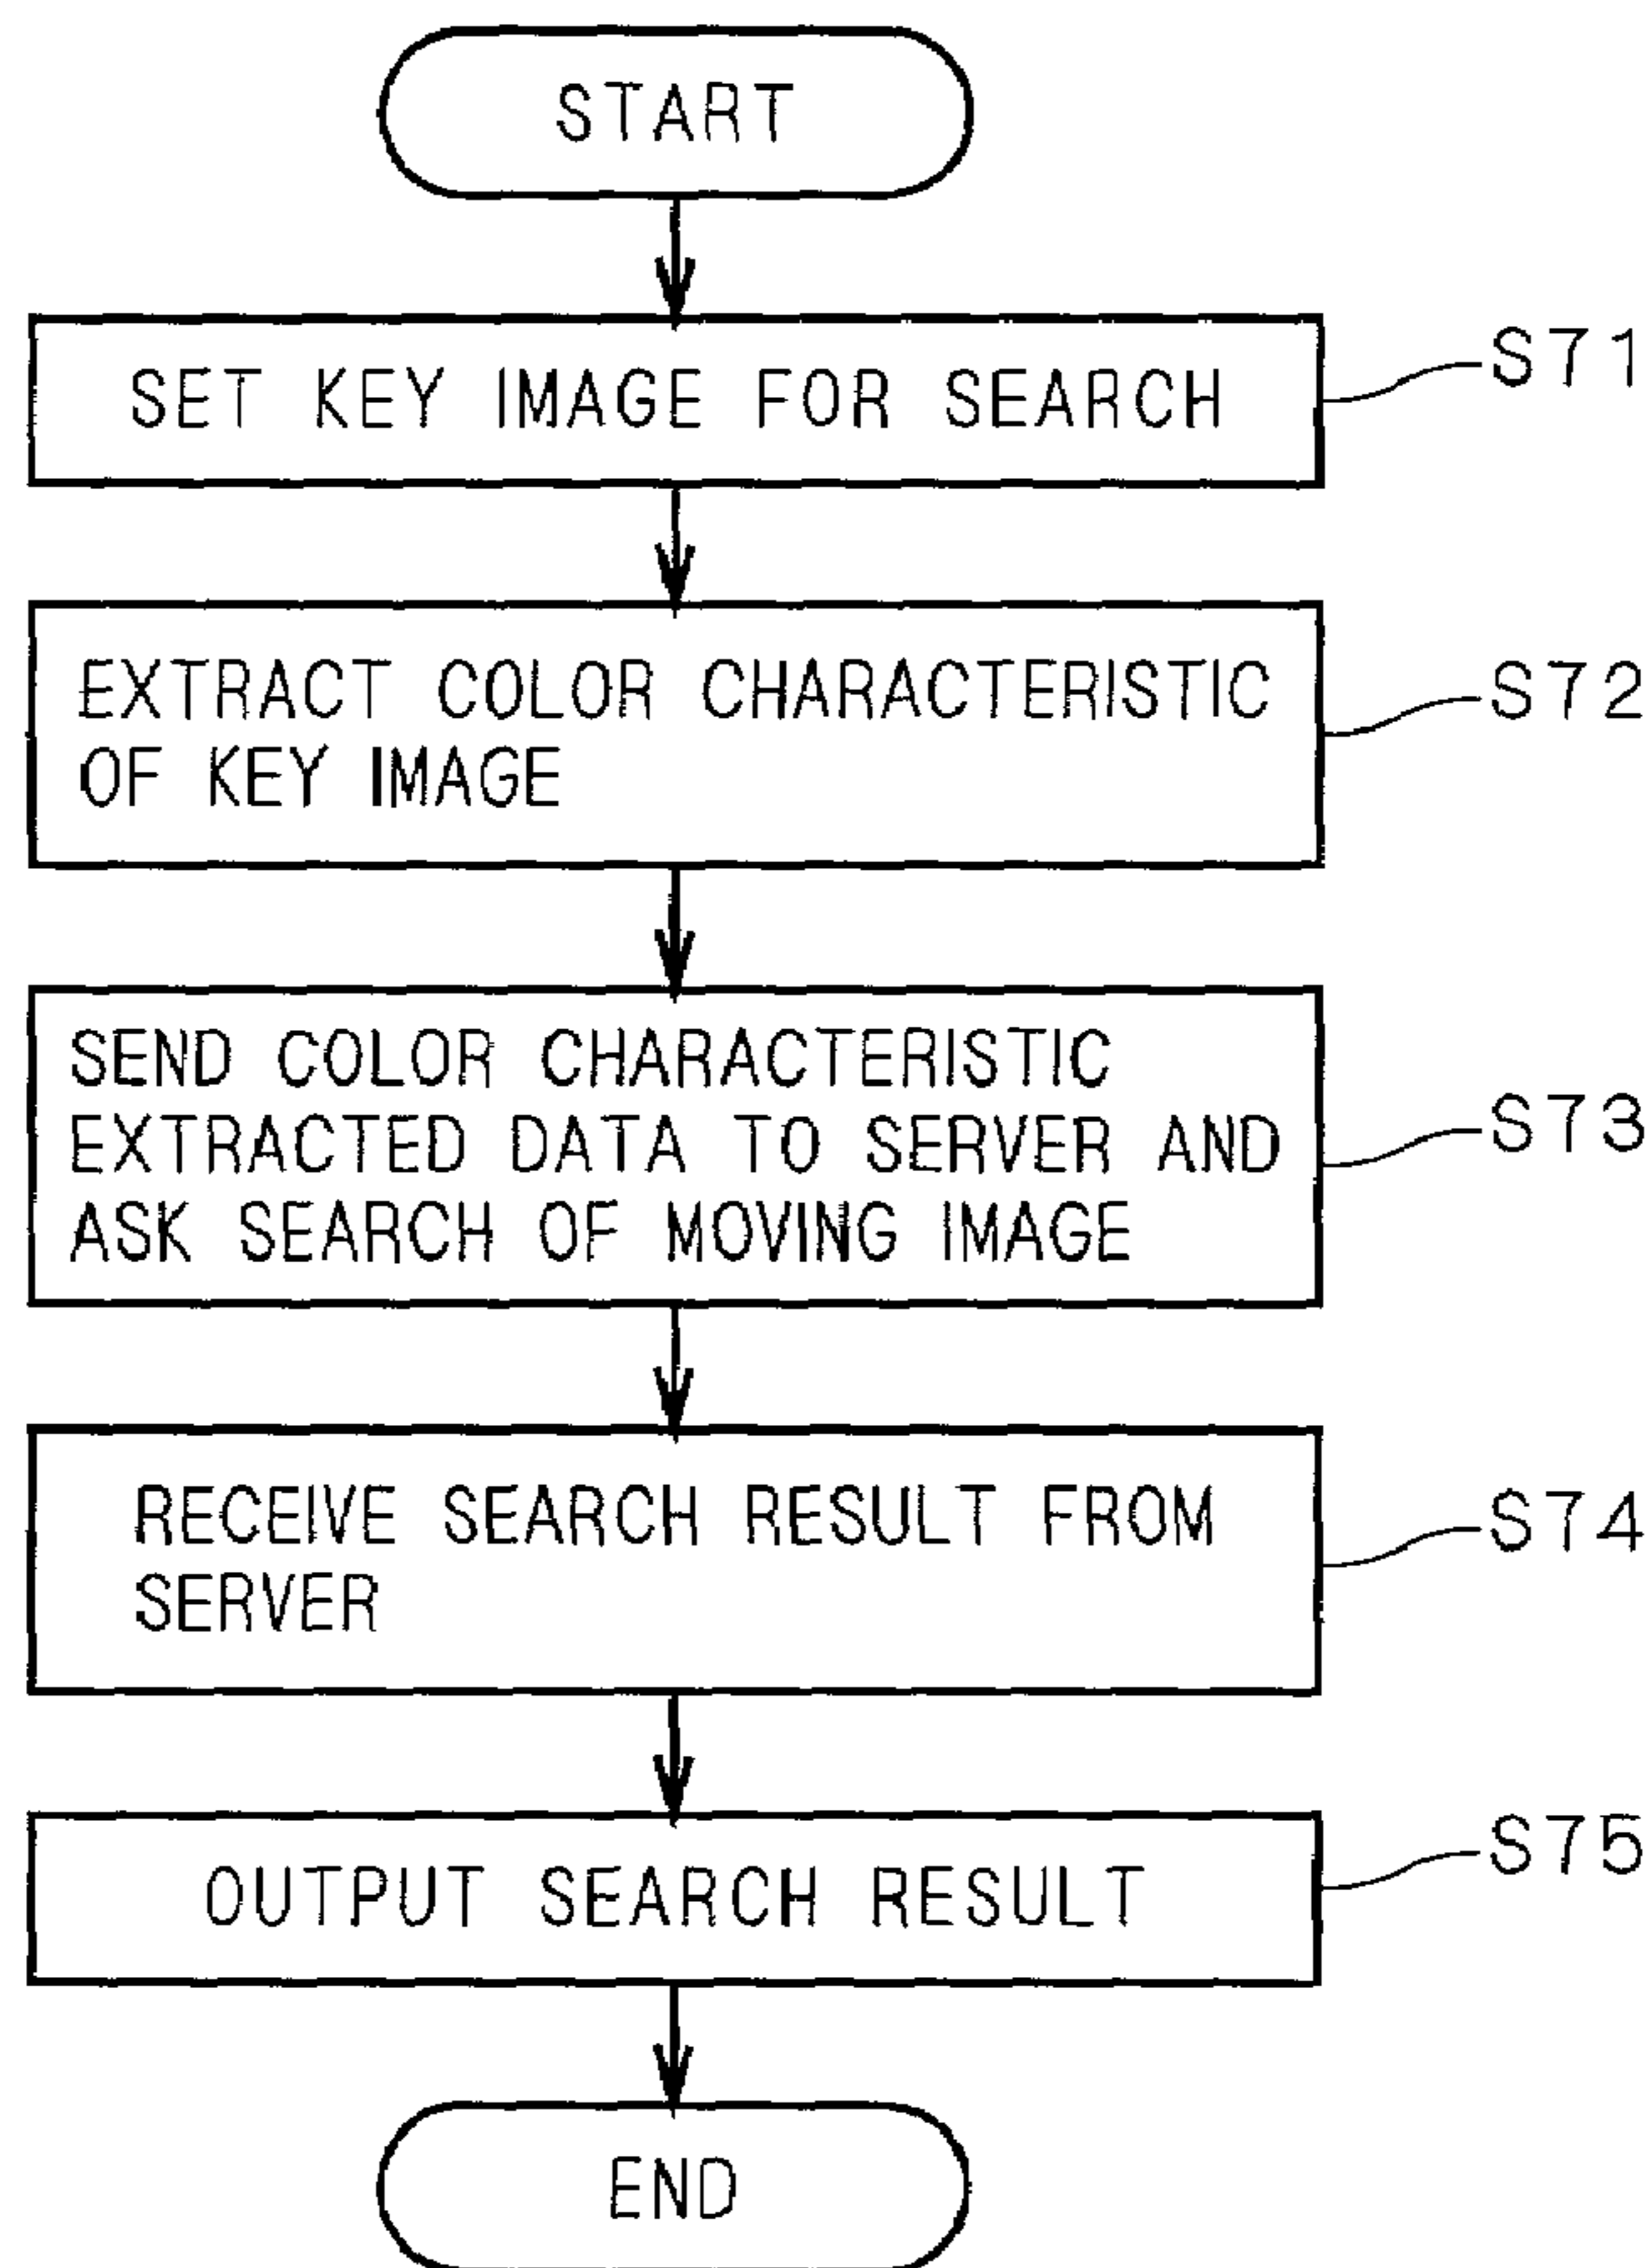 START
SET KEY IMAGE FOR SEARCH
S71
EXTRACT COLOR CHARACTERISTIC
OF KEY IMAGE
S72
SEND COLOR CHARACTERISTIC
EXTRACTED DATA TO SERVER AND
ASK SEARCH OF MOVING IMAGE
S73
RECEIVE SEARCH RESULT FROM
SERVER
S74
OUTPUT SEARCH RESULT
S75
END